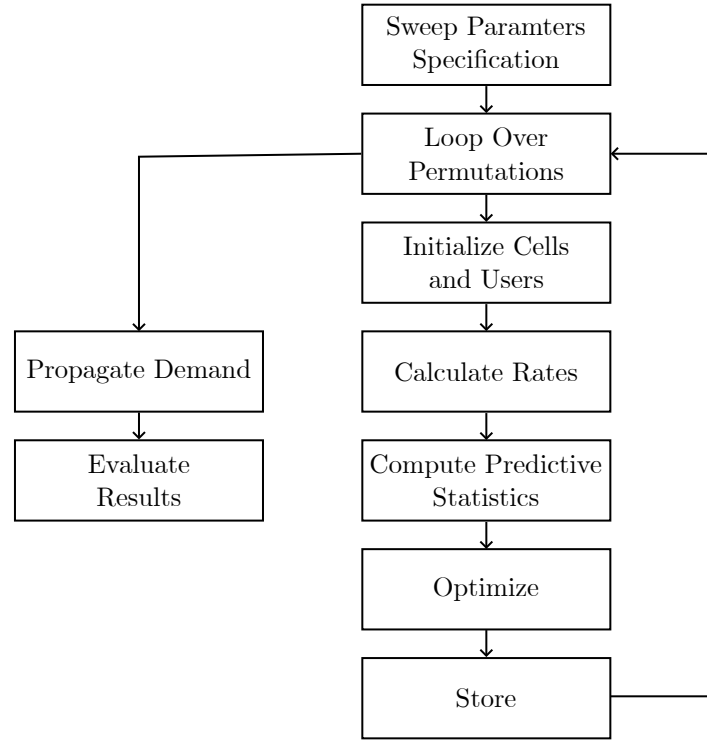 Sweep Paramters
Specification
Loop Over
Permutations
Initialize Cells
and Users
Propagate Demand
Calculate Rates
Evaluate
Results
Compute Predictive
Statistics
Optimize
Store